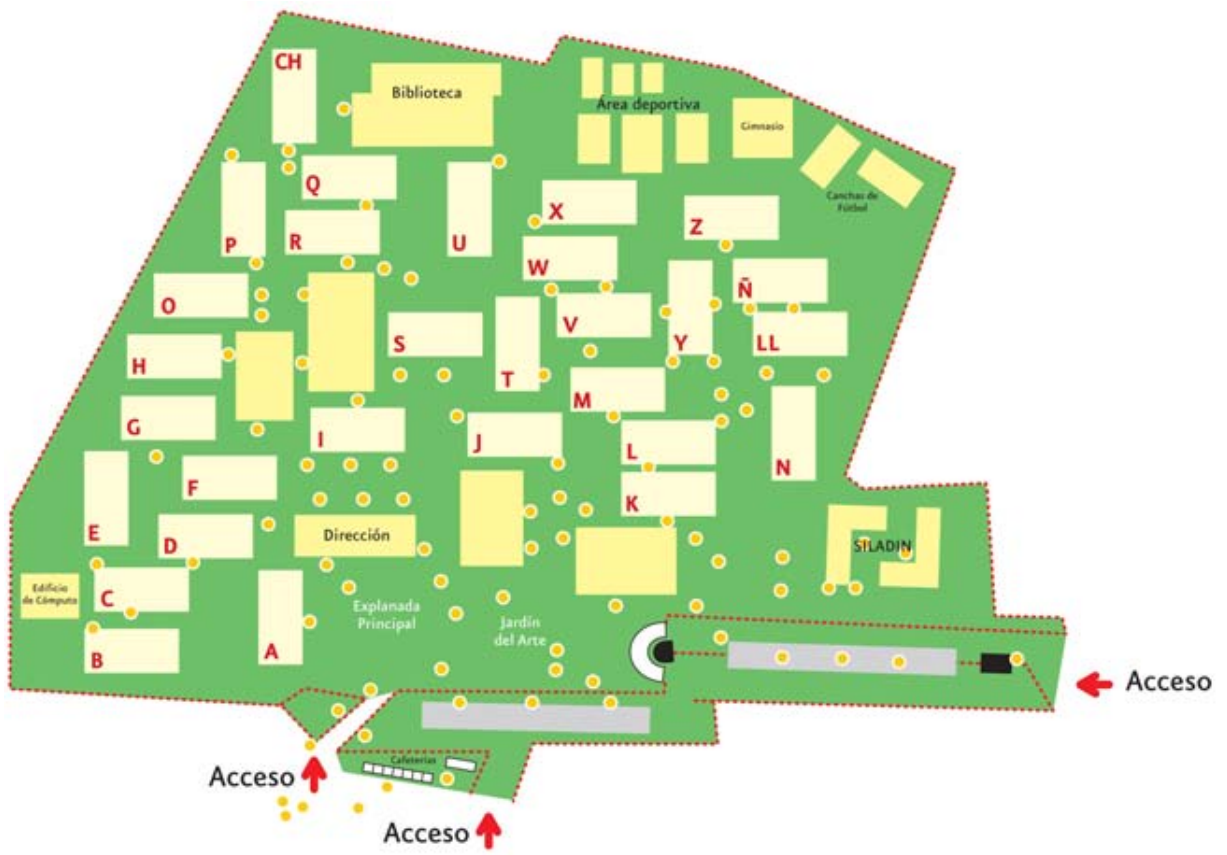 CH
Biblioteca
Área deportiva
Gimnasio
Canchas de
Fútbol
Q
X
Z
P
R
U
W
Ñ
O
V
S
Y
LL
H
T
M
G
I
J
L
N
F
K
E
D
Dirección
SILADIN
Edificio
de Cómputo
C
Explanada
Principal
Jardín
del Arte
B
A
Acceso
Cafeterías
Acceso
Acceso